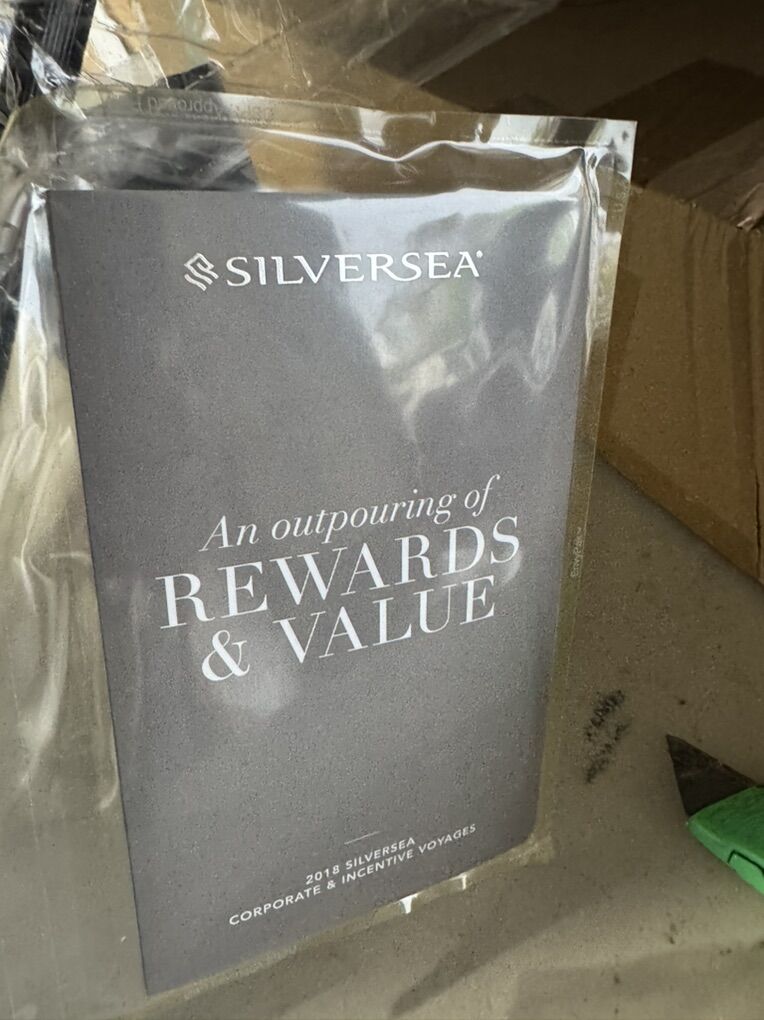 SILVERSEA®
An outpouring of
REWARDS
& VALUE
2018 SILVERSEA
CORPORATE & INCENTIVE VOYAGES